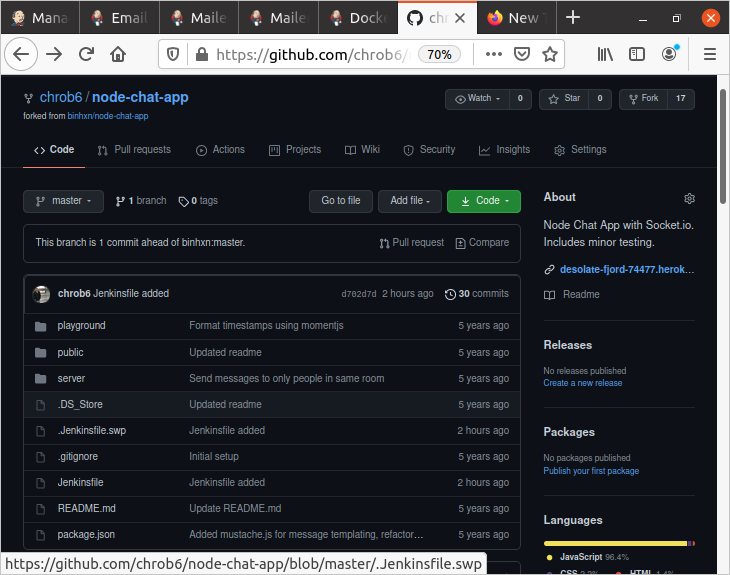 Mana
Email
Maile
Maile
Docke
chr
New T
https://github.com/chrob6/
70%
chrob6 / node-chat-app
forked from binhxn/node-chat-app
Watch 0
Star 0
Fork 17
Code
Pull requests
Actions
Projects
Wiki
Security
Insights
Settings
master
1 branch
0 tags
Go to file
Add file
Code
This branch is 1 commit ahead of binhxn:master.
Pull request
Compare
chrob6 Jenkinsfile added
d702d7d 2 hours ago
30 commits
playground Format timestamps using momentjs 5 years ago
public Updated readme 5 years ago
server Send messages to only people in same room 5 years ago
.DS_Store Updated readme 5 years ago
.Jenkinsfile.swp Jenkinsfile added 2 hours ago
.gitignore Initial setup 5 years ago
Jenkinsfile Jenkinsfile added 2 hours ago
README.md Update README.md 5 years ago
package.json Added mustache.js for message templating, refactor… 5 years ago
About
Node Chat App with Socket.io.
Includes minor testing.
desolate-fjord-74477.herok...
Readme
Releases
No releases published
Create a new release
Packages
No packages published
Publish your first package
Languages
JavaScript 96.4%
CSS 2.2%
HTML 1.4%
https://github.com/chrob6/node-chat-app/blob/master/.Jenkinsfile.swp